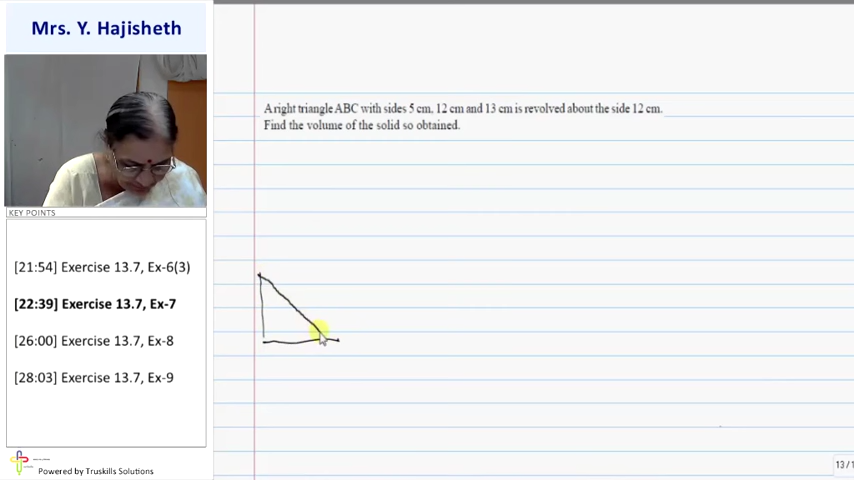 Mrs. Y. Hajisheth
KEY POINTS
[21:54] Exercise 13.7, Ex-6(3)
[22:39] Exercise 13.7, Ex-7
[26:00] Exercise 13.7, Ex-8
[28:03] Exercise 13.7, Ex-9
Powered by Truskills Solutions
A right triangle ABC with sides 5 cm, 12 cm and 13 cm is revolved about the side 12 cm.
Find the volume of the solid so obtained.
13/1